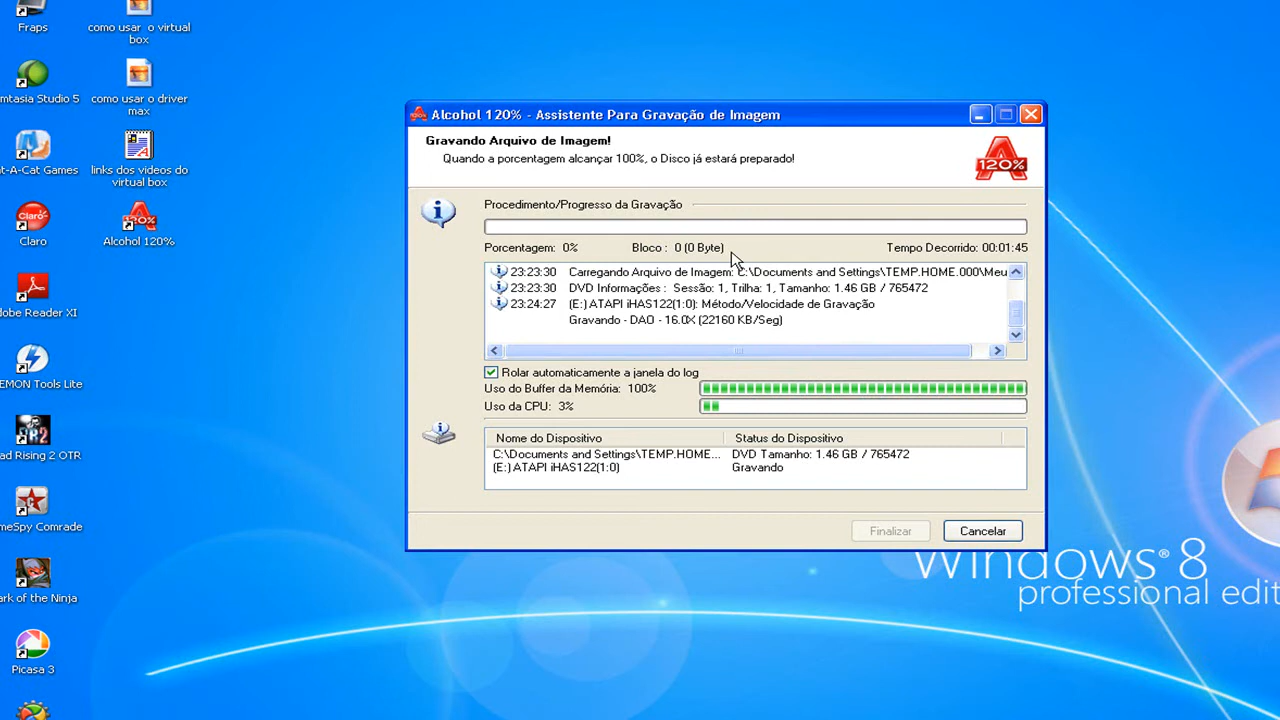 Fraps
como usar o virtual
box
mtasia Studio 5
como usar o driver
max
t-A-Cat Games
links dos videos do
virtual box
Claro
Claro
120%
Alcohol 120%
dobe Reader XI
EMON Tools Lite
ad Rising 2 OTR
meSpy Comrade
ark of the Ninja
Picasa 3
Alcohol 120% - Assistente Para Gravação de Imagem
Gravando Arquivo de Imagem!
Quando a porcentagem alcançar 100%, o Disco já estará preparado!
120%
Procedimento/Progresso da Gravação
Porcentagem: 0% Bloco : 0 (0 Byte) Tempo Decorrido: 00:01:45
23:23:30 Carregando Arquivo de Imagem: C:\Documents and Settings\TEMP.HOME.000\Meu
23:23:30 DVD Informações : Sessão: 1, Trilha: 1, Tamanho: 1.46 GB / 765472
23:24:27 (E:) ATAPI iHAS122(1:0): Método/Velocidade de Gravação
Gravando - DAO - 16.0X (22160 KB/Seg)
Rolar automaticamente a janela do log
Uso do Buffer da Memória: 100%
Uso da CPU: 3%
Nome do Dispositivo Status do Dispositivo
C:\Documents and Settings\TEMP.HOME... DVD Tamanho: 1.46 GB / 765472
(E:) ATAPI iHAS122(1:0) Gravando
Finalizar Cancelar
Windows® 8
professional edit